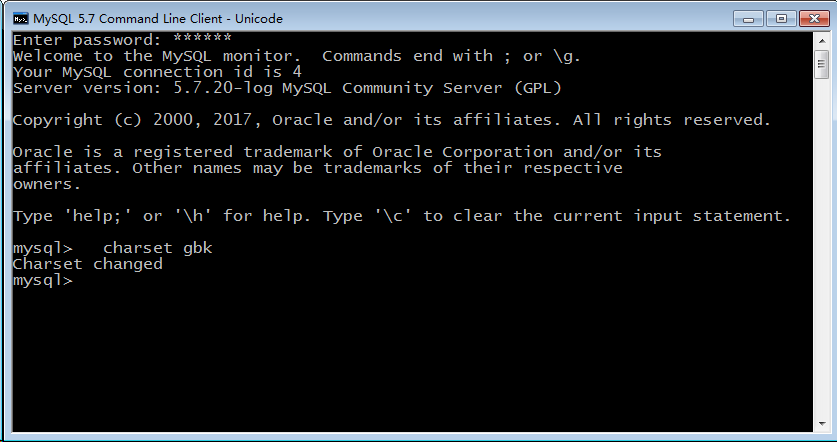 MySQL 5.7 Command Line Client - Unicode
Enter password: ******
Welcome to the MySQL monitor.  Commands end with ; or \g.
Your MySQL connection id is 4
Server version: 5.7.20-log MySQL Community Server (GPL)
Copyright (c) 2000, 2017, Oracle and/or its affiliates. All rights reserved.
Oracle is a registered trademark of Oracle Corporation and/or its
affiliates. Other names may be trademarks of their respective
owners.
Type 'help;' or '\h' for help. Type '\c' to clear the current input statement.
mysql>   charset gbk
Charset changed
mysql>